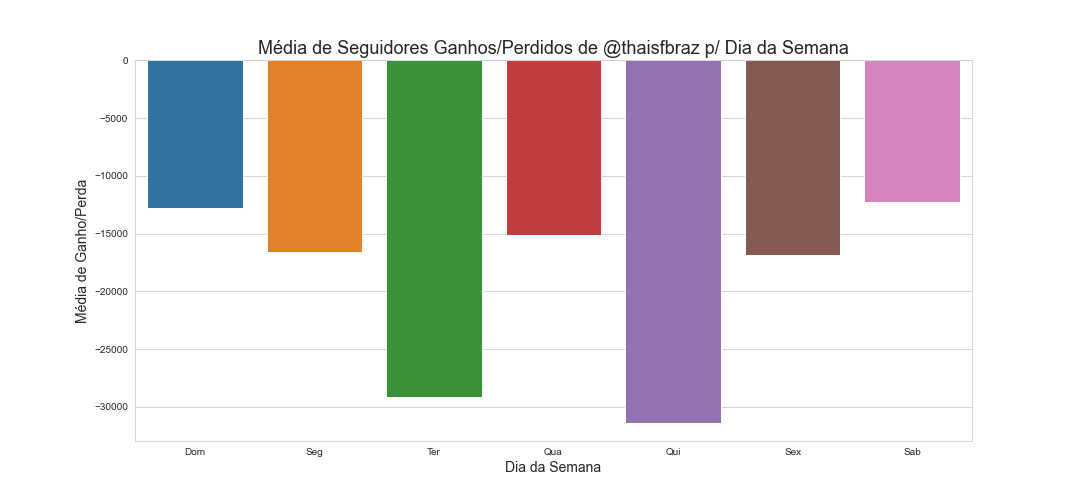 Média de Seguidores Ganhos/Perdidos de @thaisfbraz p/ Dia da Semana
Média de Ganho/Perda
0
−5000
−10000
−15000
−20000
−25000
−30000
Dom Seg Ter Qua Qui Sex Sab
Dia da Semana